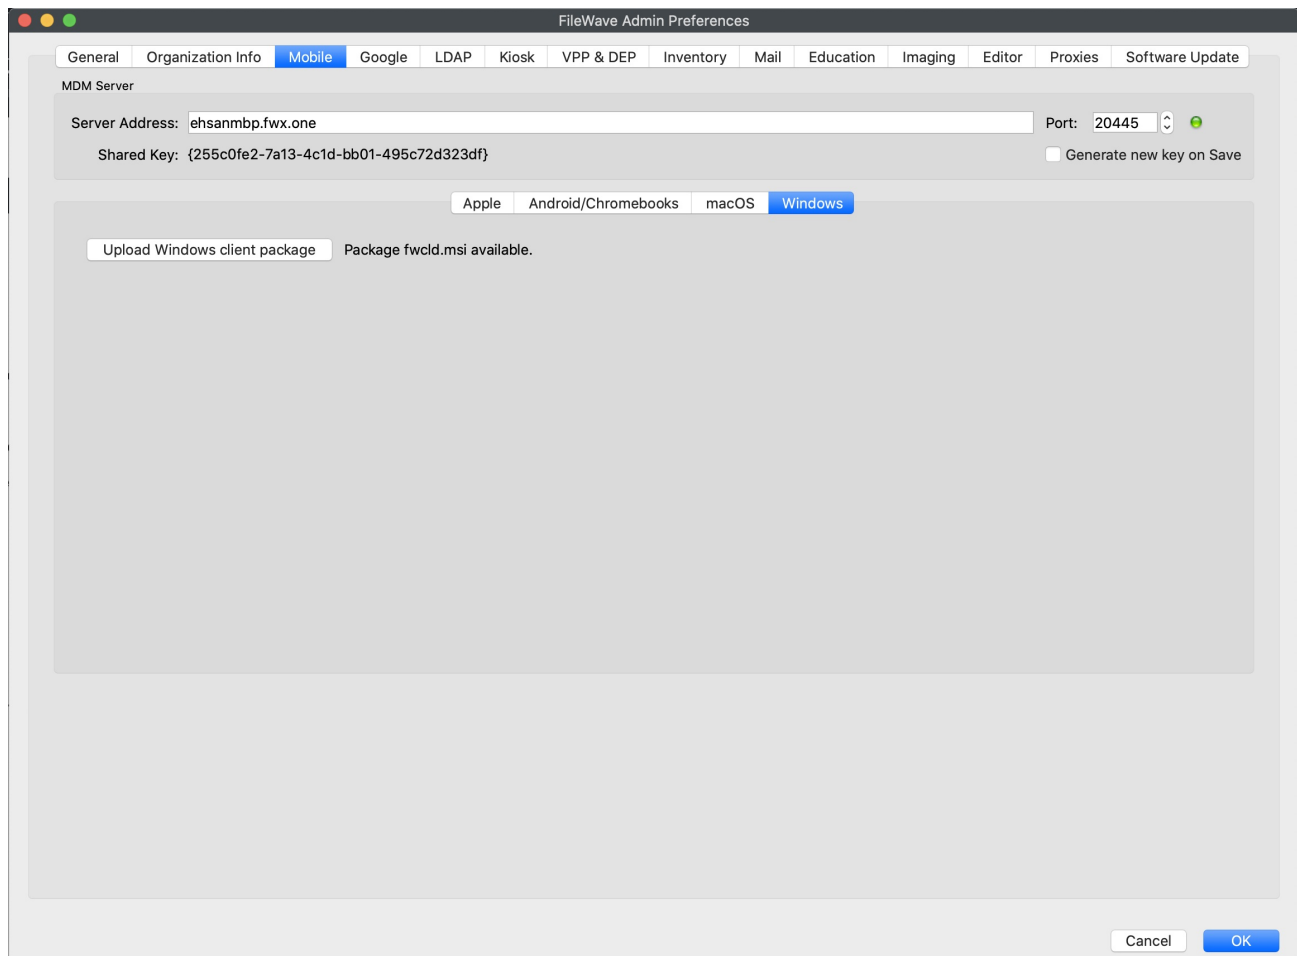 FileWave Admin Preferences
General Organization Info Mobile Google LDAP Kiosk VPP & DEP Inventory Mail Education Imaging Editor Proxies Software Update
MDM Server
Server Address: ehsanmbp.fwx.one Port: 20445
Shared Key: {255c0fe2-7a13-4c1d-bb01-495c72d323df} Generate new key on Save
Apple Android/Chromebooks macOS Windows
Upload Windows client package Package fwcld.msi available.
Cancel OK